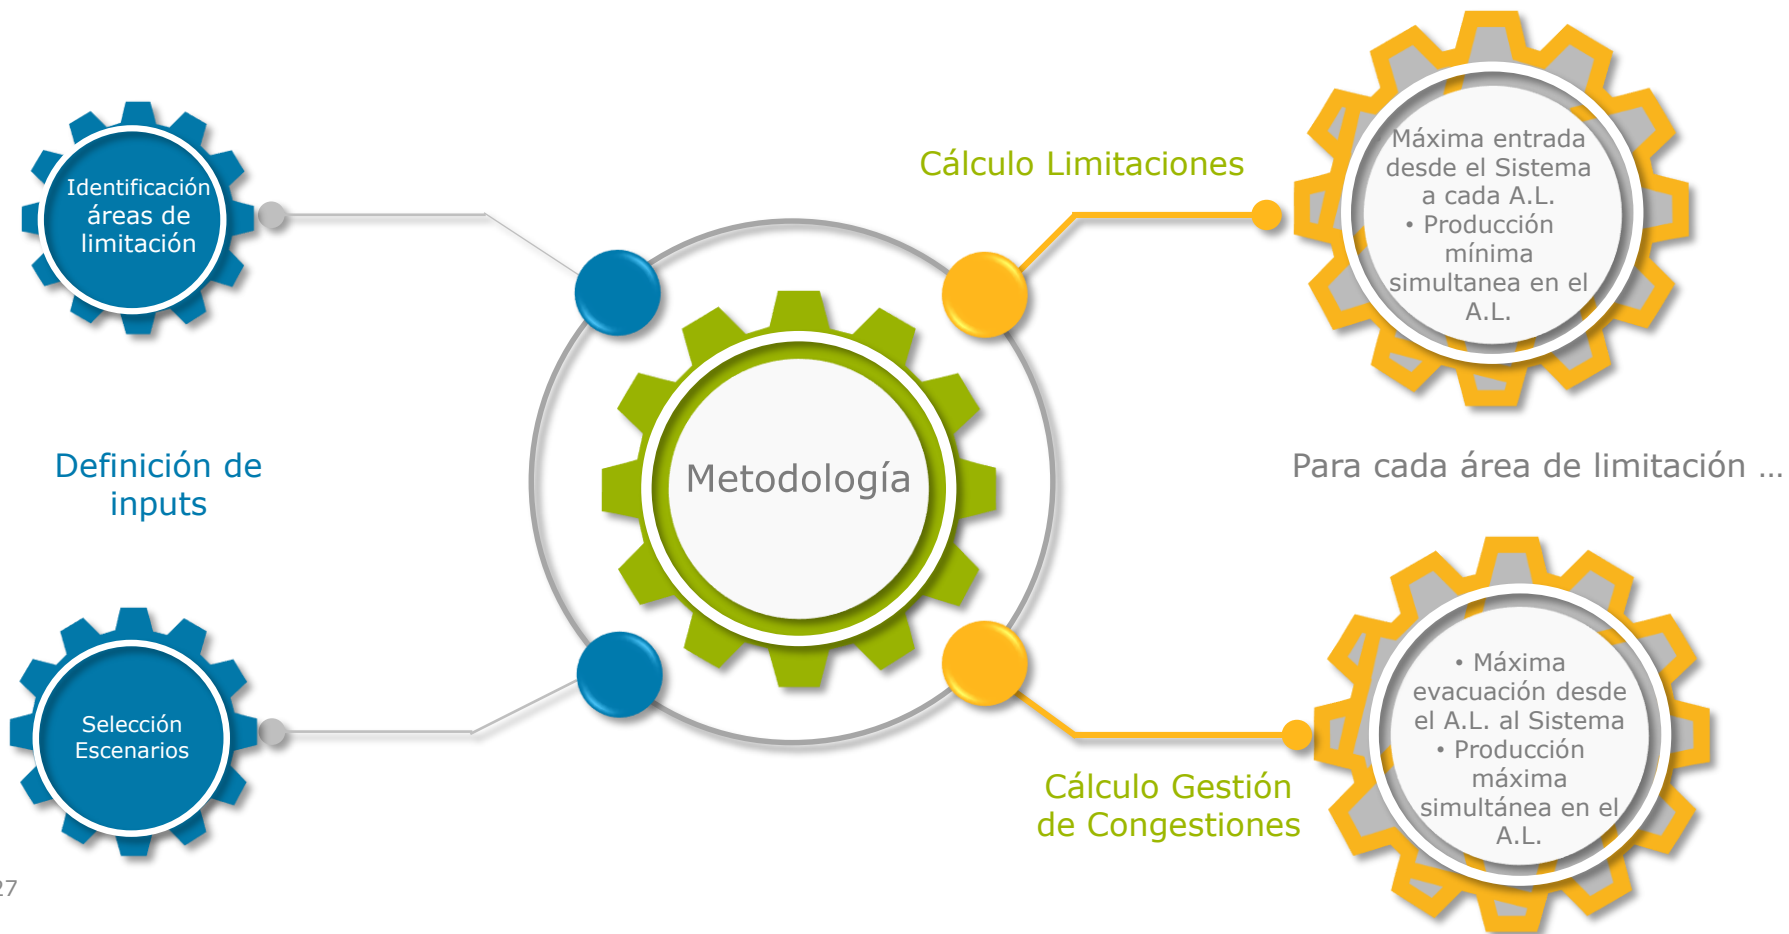 Identificación
áreas de
limitación
Definición de
inputs
Selección
Escenarios
Metodología
Cálculo Limitaciones
Máxima entrada
desde el Sistema
a cada A.L.
• Producción
mínima
simultanea en el
A.L.
Para cada área de limitación ...
Cálculo Gestión
de Congestiones
• Máxima
evacuación desde
el A.L. al Sistema
• Producción
máxima
simultánea en el
A.L.
27